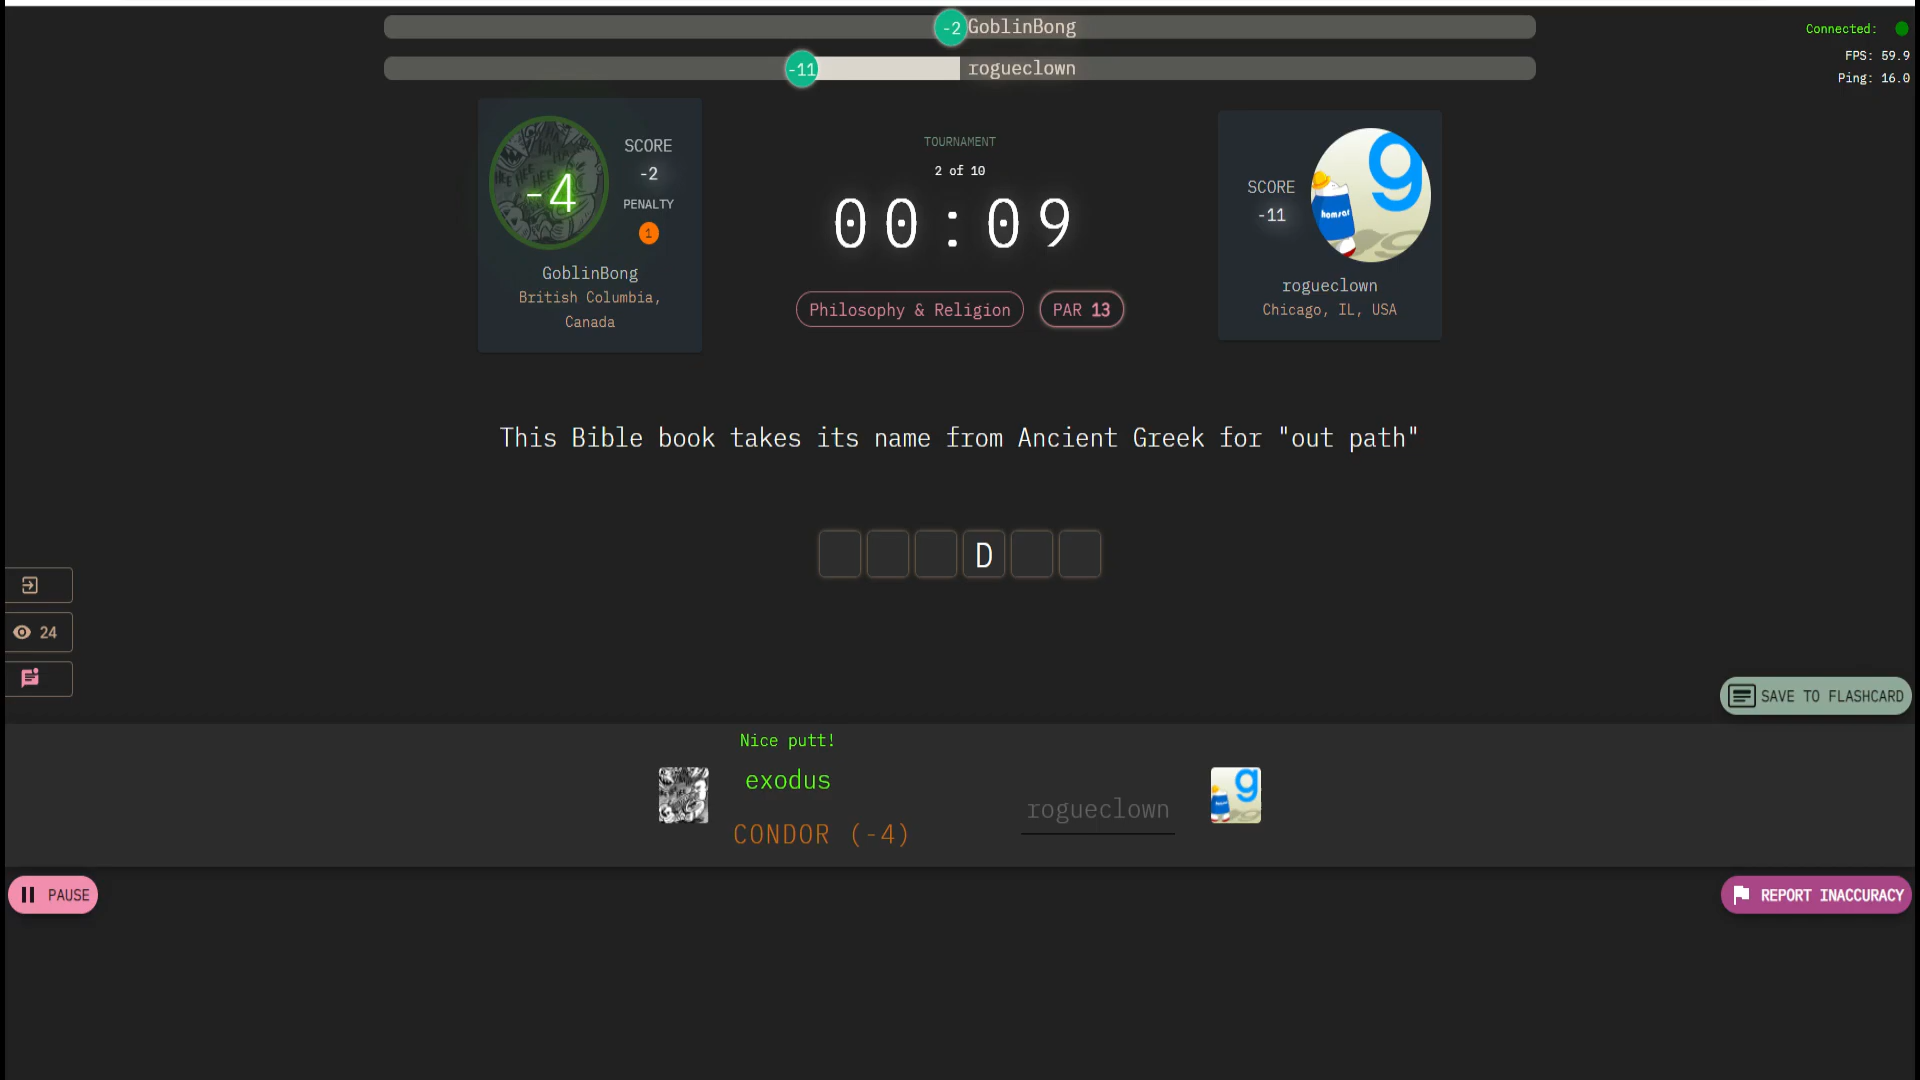 -2 GoblinBong
-11 rogueclown
Connected:
FPS: 59.9
Ping: 16.0
-4
SCORE
-2
PENALTY
1
GoblinBong
British Columbia,
Canada
TOURNAMENT
2 of 10
00:09
Philosophy & Religion
PAR 13
SCORE
-11
homsar
g
rogueclown
Chicago, IL, USA
This Bible book takes its name from Ancient Greek for "out path"
D
24
SAVE TO FLASHCARD
Nice putt!
exodus
CONDOR (-4)
rogueclown
g
PAUSE
REPORT INACCURACY